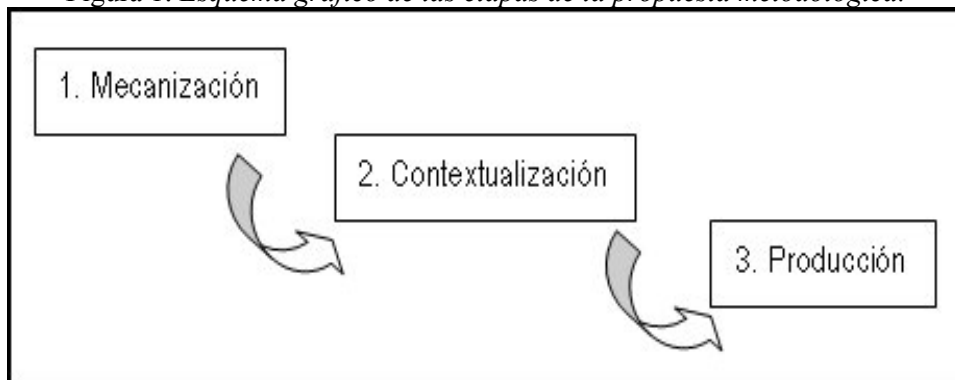 Figura 1. Esquema gráfico de las etapas de la propuesta metodológica.
1. Mecanización
2. Contextualización
3. Producción